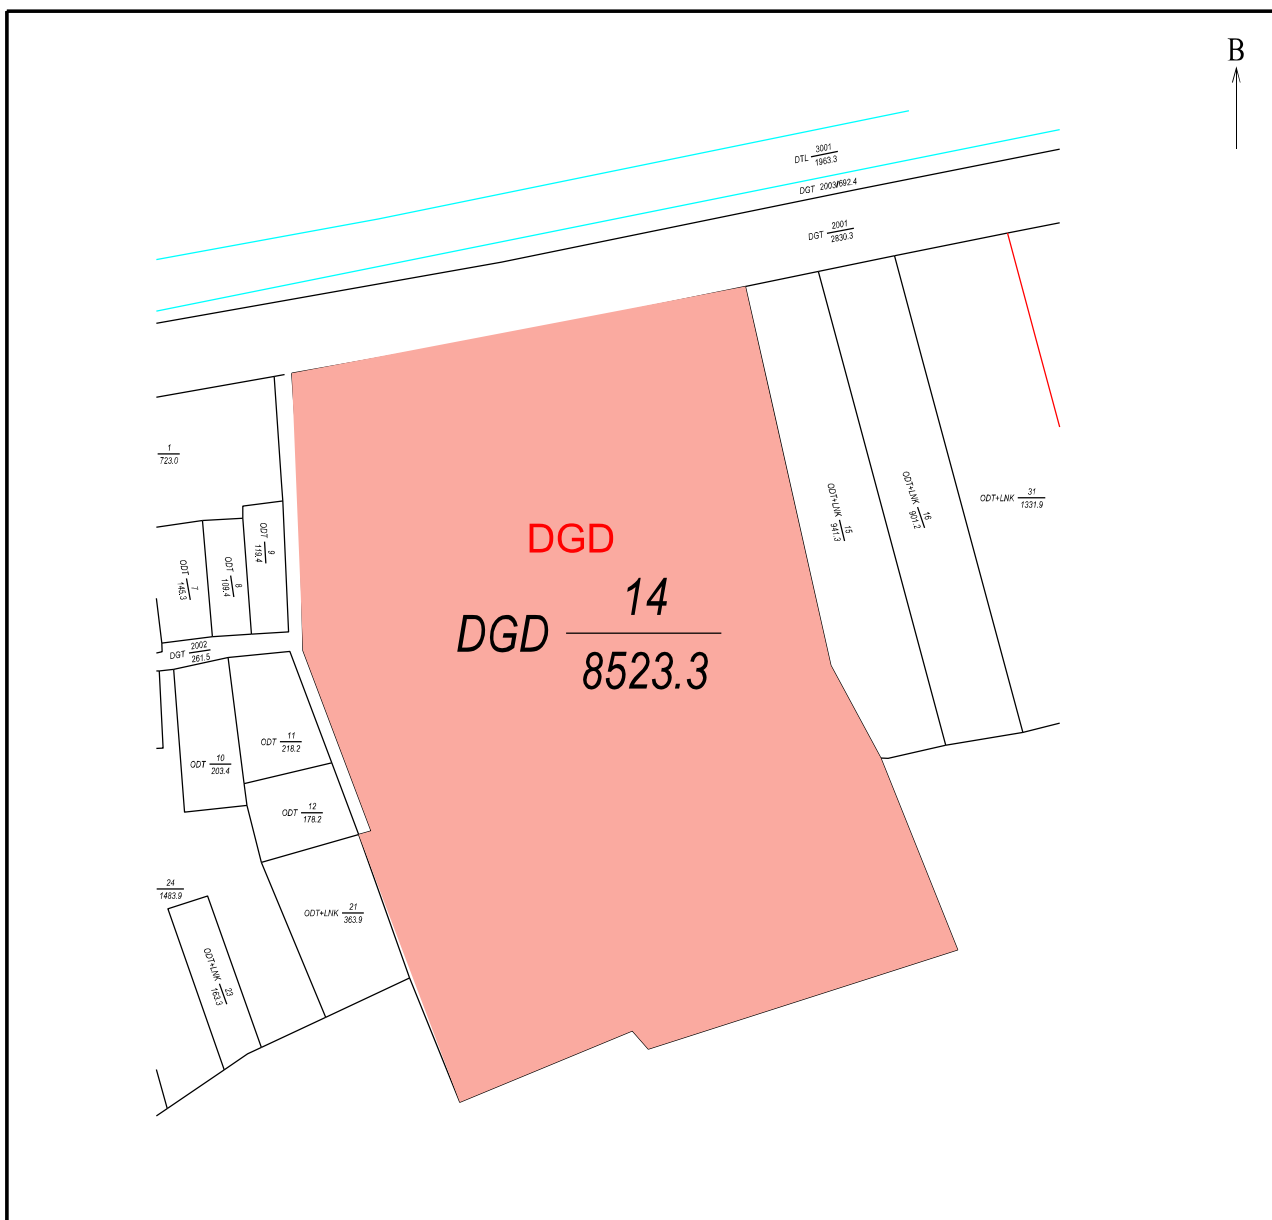 B
DTL 3001
1963.3
DGT 2003/692.4
DGT 2001
2830.3
1
723.0
ODT 9
119.4
ODT 8
109.4
ODT 7
145.3
DGT 2002
261.5
ODT 11
218.2
ODT 10
203.4
ODT 12
178.2
24
1483.9
ODT+LNK 21
363.9
ODT+LNK 23
163.3
DGD
DGD 14
8523.3
ODT+LNK 15
941.3
ODT+LNK 16
901.2
ODT+LNK 31
1331.9